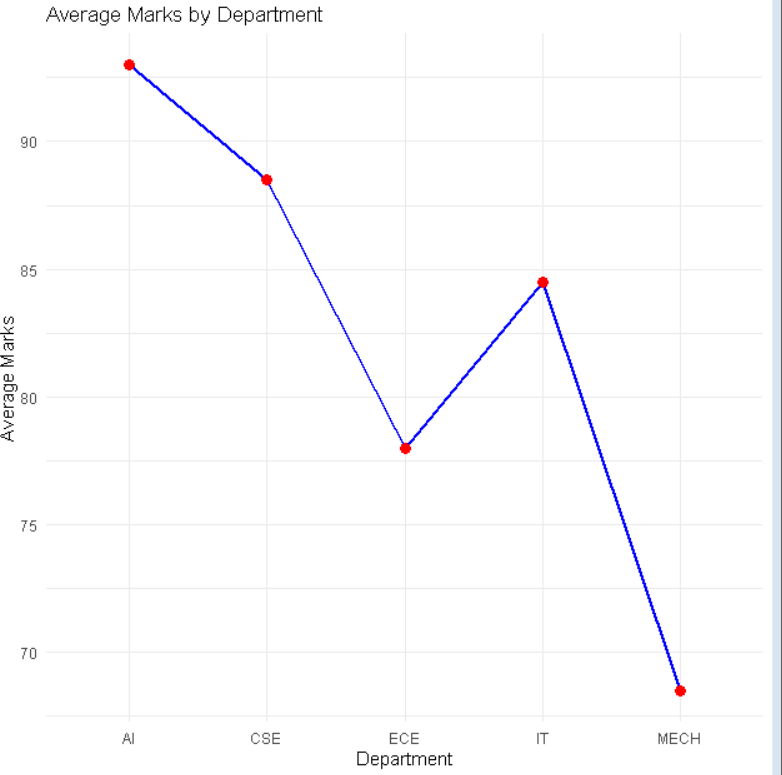 Average Marks by Department
Average Marks
90
85
80
75
70
AI CSE ECE IT MECH
Department